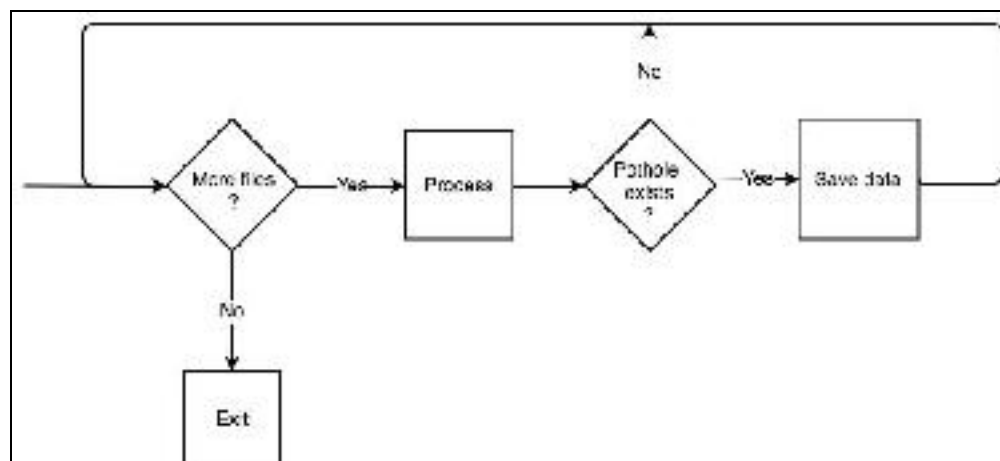 No
More files
?
Yes
Process
Pothole
exists
?
Yes
Save data
No
Exit